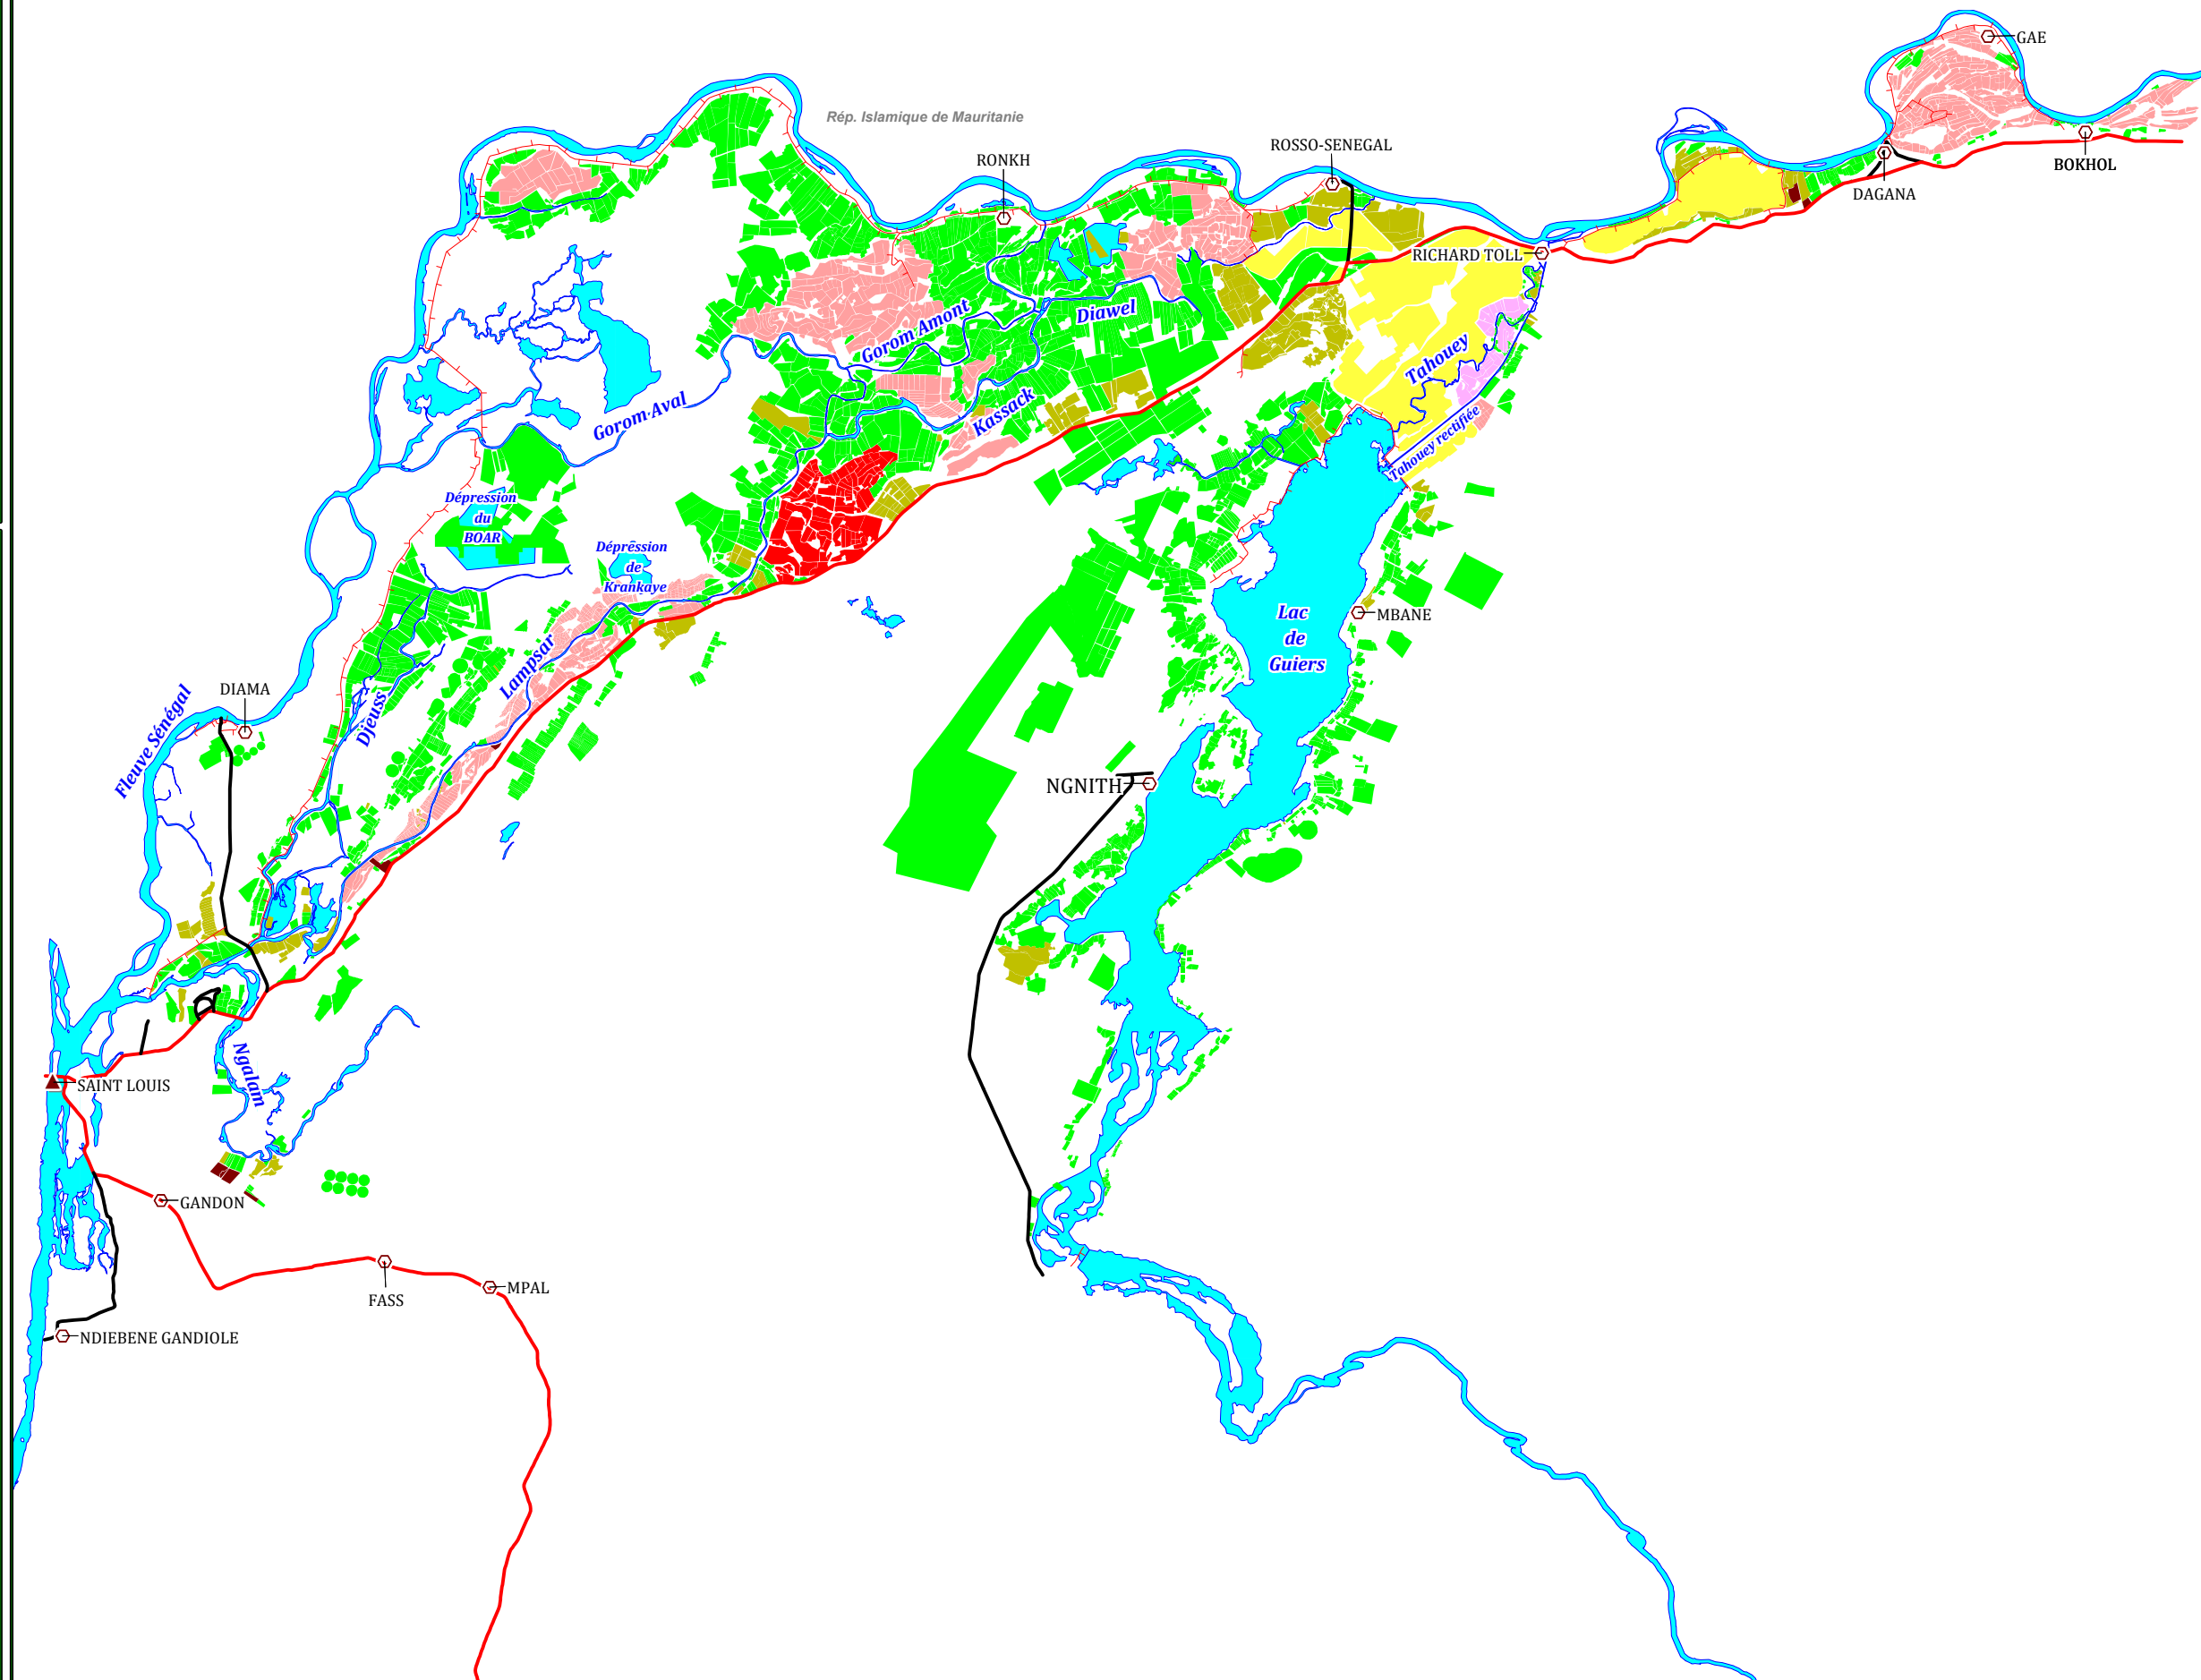 GAE
Rép. Islamique de Mauritanie
ROSSO-SENEGAL
RONKH
BOKHOL
DAGANA
RICHARD TOLL
Diawel
Gorom Amont
Tahouey
Gorom Aval
Kassack
Tahouey rectifiée
Dépression
du
BOAR
Dépression
de
Krankaye
Lac
de
Guiers
MBANE
Lampsar
DIAMA
Djeuss
Fleuve Sénégal
NGNITH
Ngalam
SAINT LOUIS
GANDON
FASS
MPAL
NDIEBENE GANDIOLE